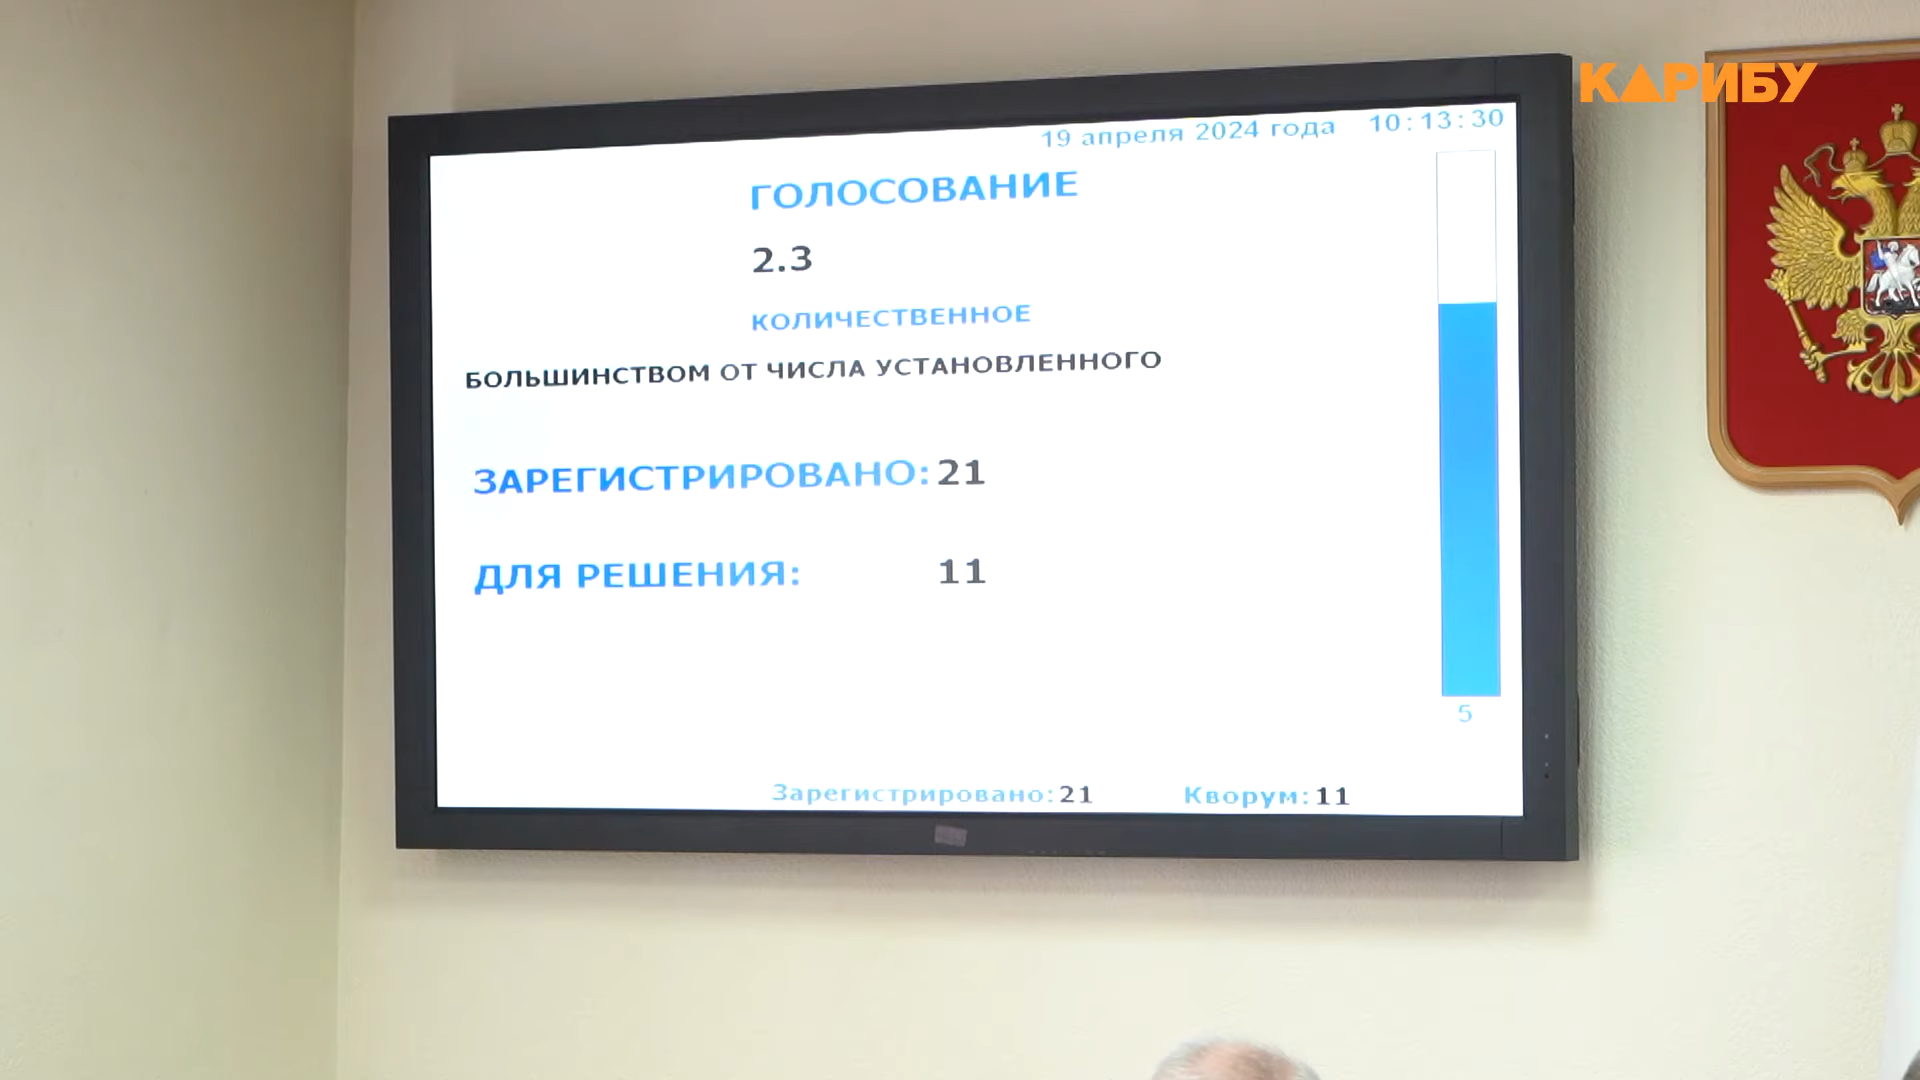 КАРИБУ
19 апреля 2024 года 10:13:30
ГОЛОСОВАНИЕ
2.3
КОЛИЧЕСТВЕННОЕ
БОЛЬШИНСТВОМ ОТ ЧИСЛА УСТАНОВЛЕННОГО
ЗАРЕГИСТРИРОВАНО: 21
ДЛЯ РЕШЕНИЯ: 11
5
Зарегистрировано: 21 Кворум: 11